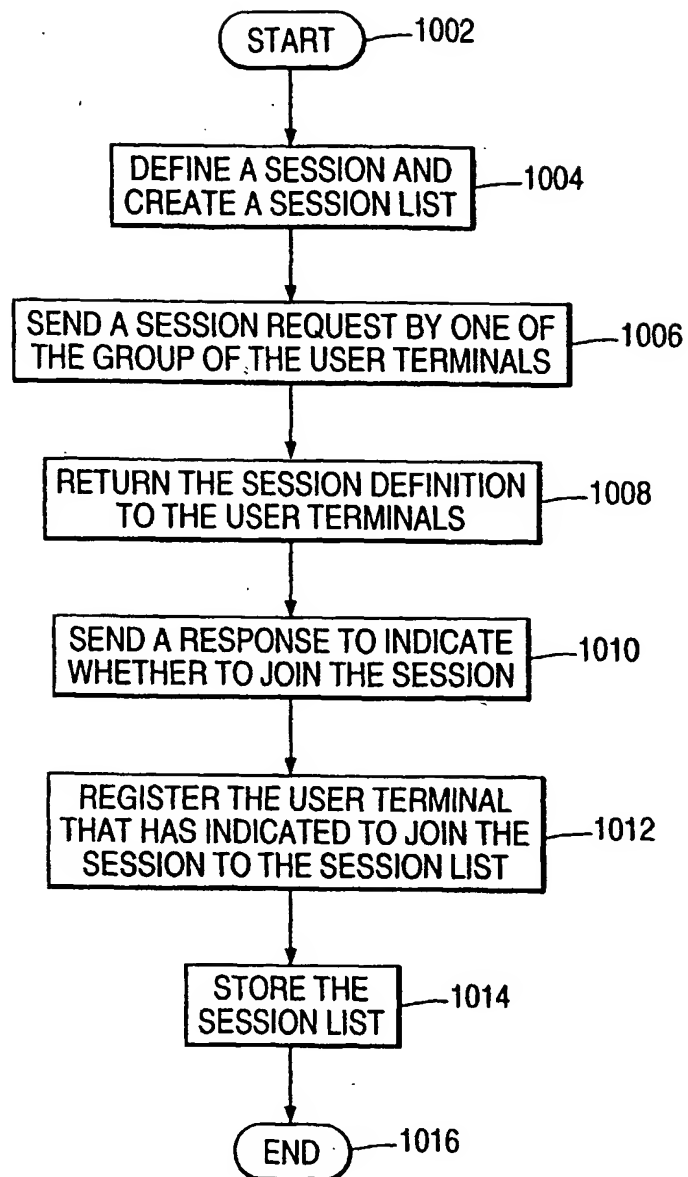 START
1002
DEFINE A SESSION AND
CREATE A SESSION LIST
1004
SEND A SESSION REQUEST BY ONE OF
THE GROUP OF THE USER TERMINALS
1006
RETURN THE SESSION DEFINITION
TO THE USER TERMINALS
1008
SEND A RESPONSE TO INDICATE
WHETHER TO JOIN THE SESSION
1010
REGISTER THE USER TERMINAL
THAT HAS INDICATED TO JOIN THE
SESSION TO THE SESSION LIST
1012
STORE THE
SESSION LIST
1014
END
1016